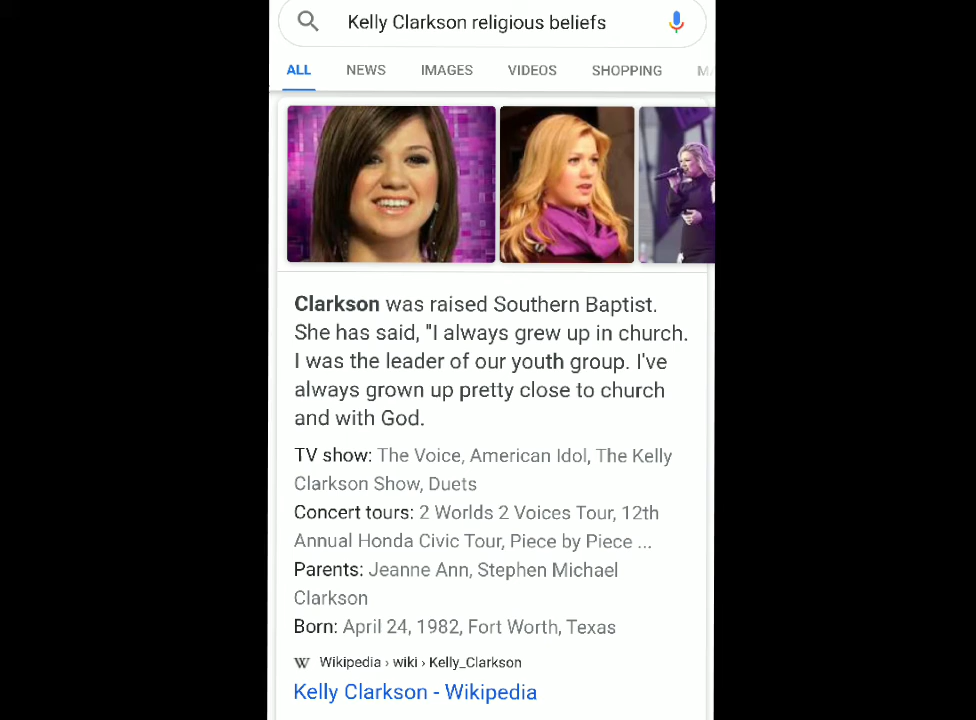 Kelly Clarkson religious beliefs
ALL NEWS IMAGES VIDEOS SHOPPING
Clarkson was raised Southern Baptist.
She has said, "I always grew up in church.
I was the leader of our youth group. I've
always grown up pretty close to church
and with God.
TV show: The Voice, American Idol, The Kelly
Clarkson Show, Duets
Concert tours: 2 Worlds 2 Voices Tour, 12th
Annual Honda Civic Tour, Piece by Piece ...
Parents: Jeanne Ann, Stephen Michael
Clarkson
Born: April 24, 1982, Fort Worth, Texas
W Wikipedia › wiki › Kelly_Clarkson
Kelly Clarkson - Wikipedia